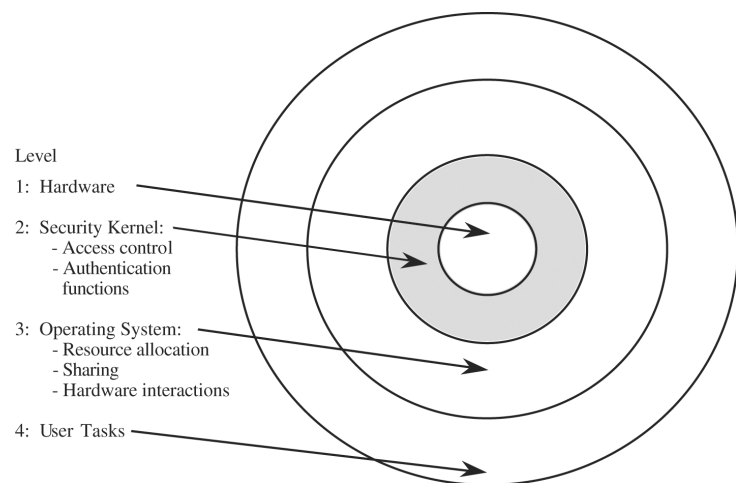 Level
1: Hardware
2: Security Kernel:
- Access control
- Authentication
functions
3: Operating System:
- Resource allocation
- Sharing
- Hardware interactions
4: User Tasks